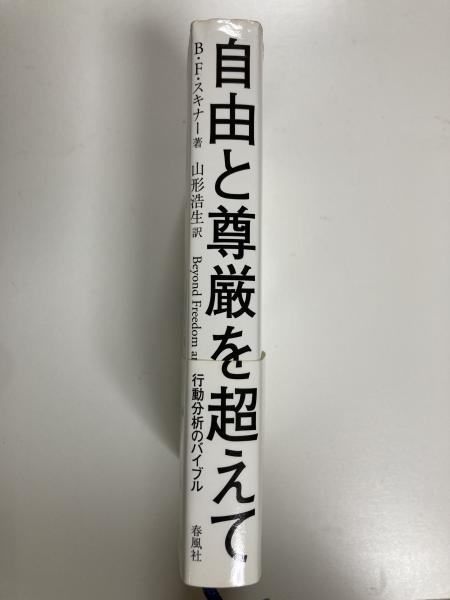 自由と尊厳を超えて
B・F・スキナー 著
山形浩生 訳
Beyond Freedom
行動分析のバイブル
春風社